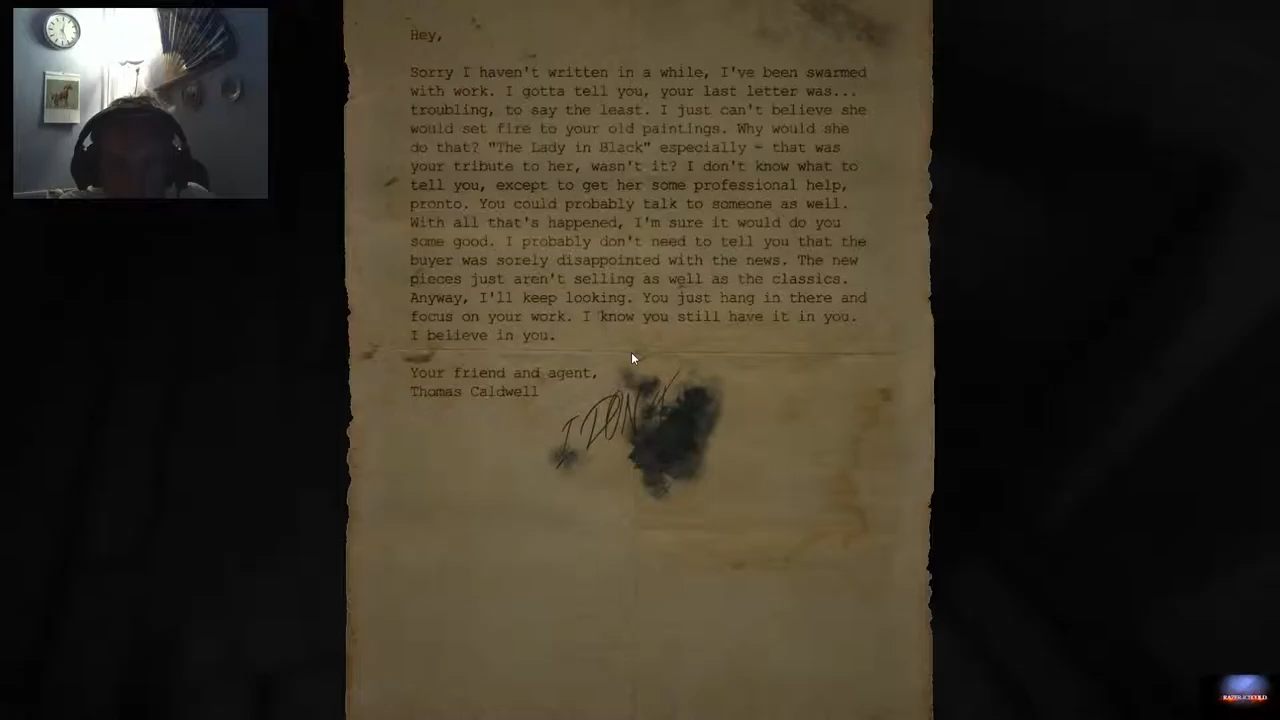 Hey,
Sorry I haven't written in a while, I've been swarmed
with work. I gotta tell you, your last letter was...
troubling, to say the least. I just can't believe she
would set fire to your old paintings. Why would she
do that? "The Lady in Black" especially - that was
your tribute to her, wasn't it? I don't know what to
tell you, except to get her some professional help,
pronto. You could probably talk to someone as well.
With all that's happened, I'm sure it would do you
some good. I probably don't need to tell you that the
buyer was sorely disappointed with the news. The new
pieces just aren't selling as well as the classics.
Anyway, I'll keep looking. You just hang in there and
focus on your work. I know you still have it in you.
I believe in you.
Your friend and agent,
Thomas Caldwell
I DON'T